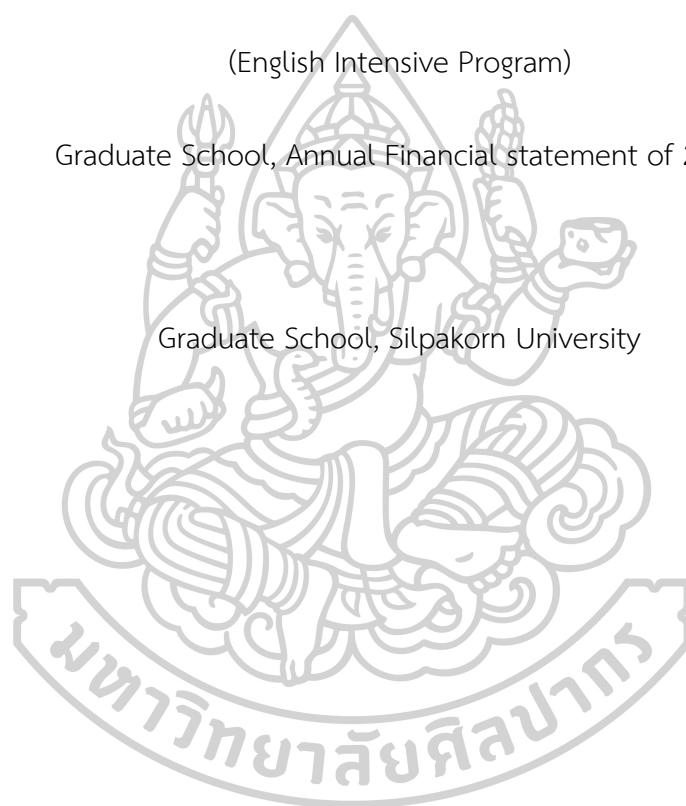 (English Intensive Program)
Graduate School, Annual Financial statement of
Graduate School, Silpakorn University
มหาวิทยาลัยศิลปากร